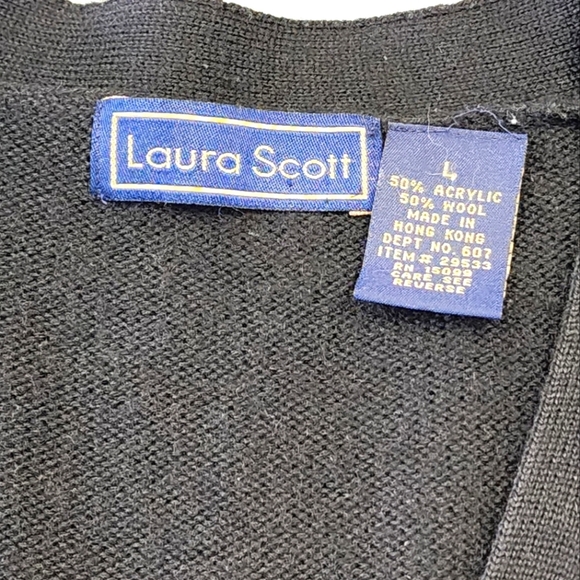 Laura Scott
L
50% ACRYLIC
50% WOOL
MADE IN
HONG KONG
DEPT NO. 607
ITEM # 29533
RN 15099
CARE SEE
REVERSE